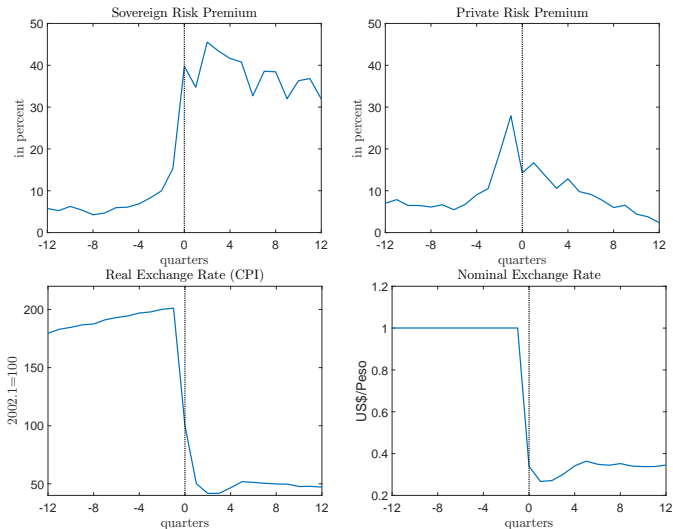 Sovereign Risk Premium
50
40
30
20
10
0
in percent
-12 -8 -4 0 4 8 12
quarters
Private Risk Premium
50
40
30
20
10
0
in percent
-12 -8 -4 0 4 8 12
quarters
Real Exchange Rate (CPI)
200
150
100
50
2002.1=100
-12 -8 -4 0 4 8 12
quarters
Nominal Exchange Rate
1.2
1
0.8
0.6
0.4
0.2
US$/Peso
-12 -8 -4 0 4 8 12
quarters